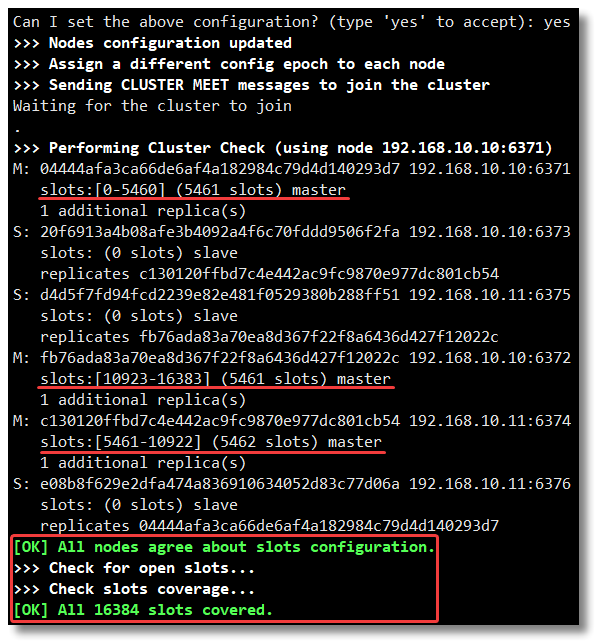 Can I set the above configuration? (type 'yes' to accept): yes
>>> Nodes configuration updated
>>> Assign a different config epoch to each node
>>> Sending CLUSTER MEET messages to join the cluster
Waiting for the cluster to join
.
>>> Performing Cluster Check (using node 192.168.10.10:6371)
M: 04444afa3ca66de6af4a182984c79d4d140293d7 192.168.10.10:6371
slots:[0-5460] (5461 slots) master
1 additional replica(s)
S: 20f6913a4b08afe3b4092a4f6c70fddd9506f2fa 192.168.10.10:6373
slots: (0 slots) slave
replicates c130120ffbd7c4e442ac9fc9870e977dc801cb54
S: d4d5f7fd94fcd2239e82e481f0529380b288ff51 192.168.10.11:6375
slots: (0 slots) slave
replicates fb76ada83a70ea8d367f22f8a6436d427f12022c
M: fb76ada83a70ea8d367f22f8a6436d427f12022c 192.168.10.10:6372
slots:[10923-16383] (5461 slots) master
1 additional replica(s)
M: c130120ffbd7c4e442ac9fc9870e977dc801cb54 192.168.10.11:6374
slots:[5461-10922] (5462 slots) master
1 additional replica(s)
S: e08b8f629e2dfa474a836910634052d83c77d06a 192.168.10.11:6376
slots: (0 slots) slave
replicates 04444afa3ca66de6af4a182984c79d4d140293d7
[OK] All nodes agree about slots configuration.
>>> Check for open slots...
>>> Check slots coverage...
[OK] All 16384 slots covered.